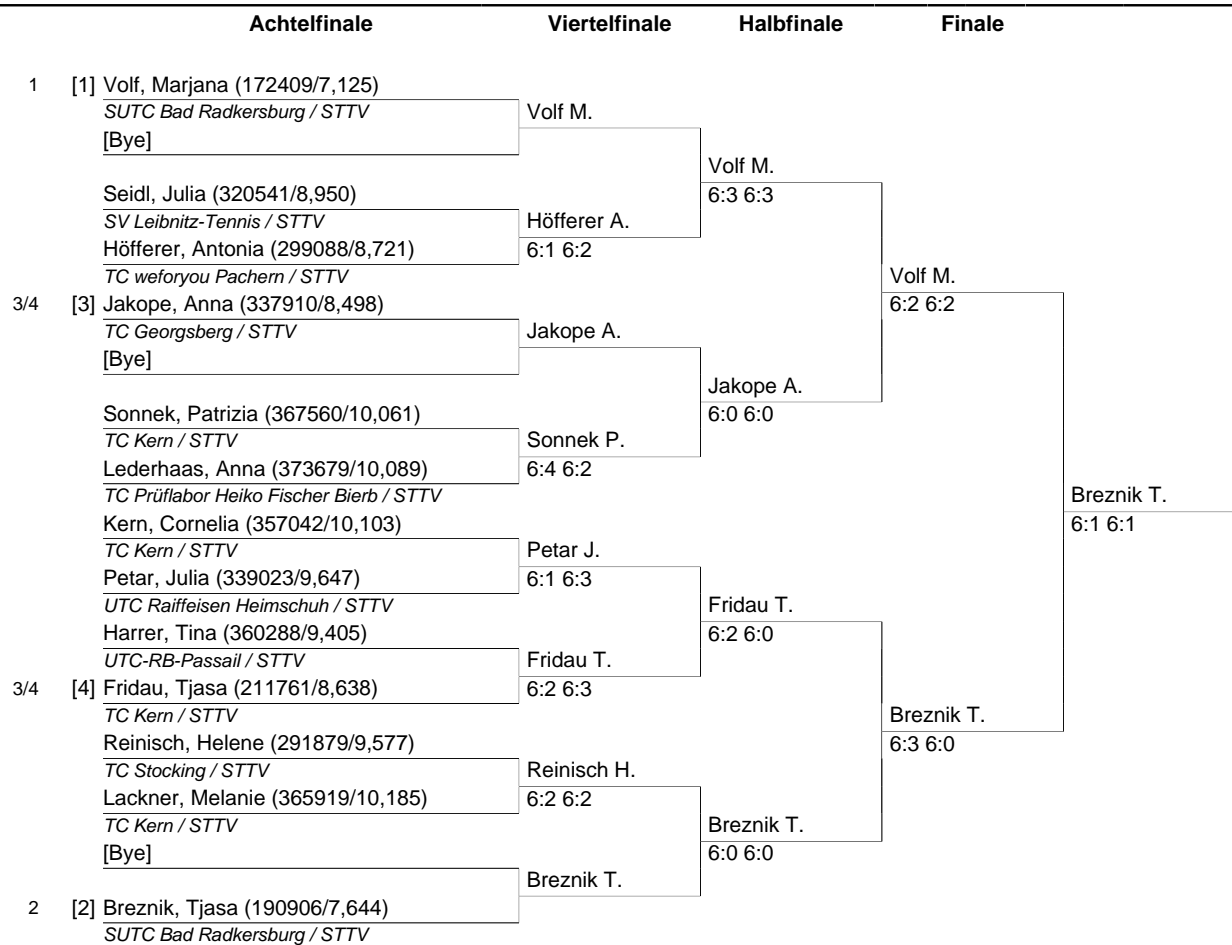 Achtelfinale Viertelfinale Halbfinale Finale
1 [1] Volf, Marjana (172409/7,125)
SUTC Bad Radkersburg / STTV Volf M.
[Bye]
Volf M.
Seidl, Julia (320541/8,950) 6:3 6:3
SV Leibnitz-Tennis / STTV Höfferer A.
Höfferer, Antonia (299088/8,721) 6:1 6:2
TC weforyou Pachern / STTV Volf M.
3/4 [3] Jakope, Anna (337910/8,498) 6:2 6:2
TC Georgsberg / STTV Jakope A.
[Bye]
Jakope A.
Sonnek, Patrizia (367560/10,061) 6:0 6:0
TC Kern / STTV Sonnek P.
Lederhaas, Anna (373679/10,089) 6:4 6:2
TC Prüflabor Heiko Fischer Bierb / STTV Breznik T.
Kern, Cornelia (357042/10,103) 6:1 6:1
TC Kern / STTV Petar J.
Petar, Julia (339023/9,647) 6:1 6:3
UTC Raiffeisen Heimschuh / STTV Fridau T.
Harrer, Tina (360288/9,405) 6:2 6:0
UTC-RB-Passail / STTV Fridau T.
3/4 [4] Fridau, Tjasa (211761/8,638) 6:2 6:3
TC Kern / STTV Breznik T.
Reinisch, Helene (291879/9,577) 6:3 6:0
TC Stocking / STTV Reinisch H.
Lackner, Melanie (365919/10,185) 6:2 6:2
TC Kern / STTV Breznik T.
[Bye] 6:0 6:0
Breznik T.
2 [2] Breznik, Tjasa (190906/7,644)
SUTC Bad Radkersburg / STTV